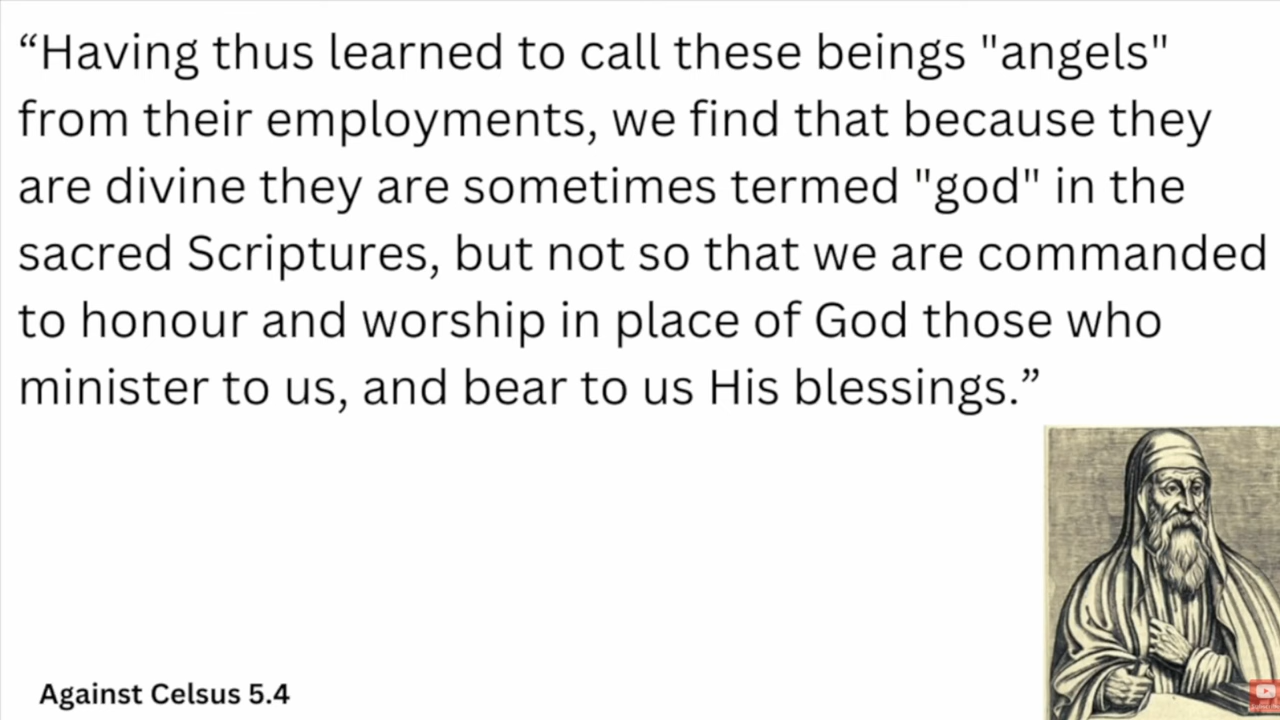 “Having thus learned to call these beings "angels"
from their employments, we find that because they
are divine they are sometimes termed "god" in the
sacred Scriptures, but not so that we are commanded
to honour and worship in place of God those who
minister to us, and bear to us His blessings.”
Against Celsus 5.4